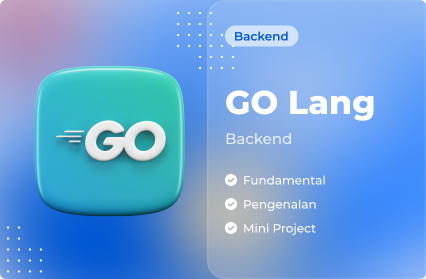 Backend
GO
GO Lang
Backend
Fundamental
Pengenalan
Mini Project